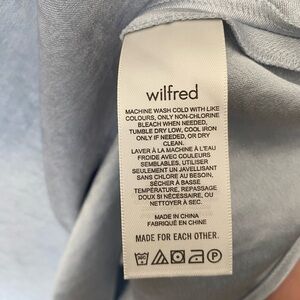 wilfred
MACHINE WASH COLD WITH LIKE
COLOURS, ONLY NON-CHLORINE
BLEACH WHEN NEEDED,
TUMBLE DRY LOW, COOL IRON
ONLY IF NEEDED, OR DRY
CLEAN.
LAVER À LA MACHINE À L'EAU
FROIDE AVEC COULEURS
SEMBLABLES, UTILISER
SEULEMENT UN JAVELLISANT
SANS CHLORE AU BESOIN,
SÉCHER À BASSE
TEMPÉRATURE, REPASSAGE
DOUX SI NÉCESSAIRE, OU
NETTOYER À SEC.
MADE IN CHINA
FABRIQUÉ EN CHINE
MADE FOR EACH OTHER.
P